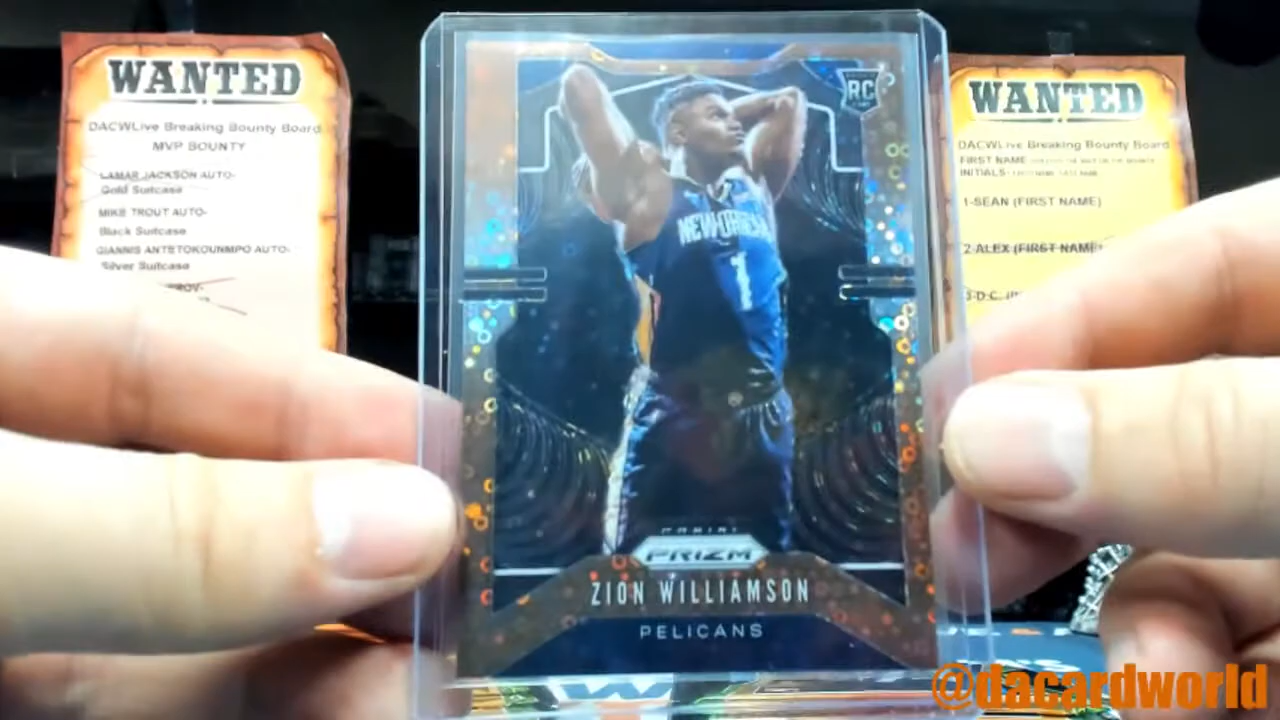 WANTED
DACWLive Breaking Bounty Board
MVP BOUNTY
LAMAR JACKSON AUTO-
Gold Suitcase
MIKE TROUT AUTO-
Black Suitcase
GIANNIS ANTETOKOUNMPO AUTO-
Silver Suitcase
RC
NEW ORLEANS
1
PANINI
PRIZM
ZION WILLIAMSON
PELICANS
WANTED
DACWLive Breaking Bounty Board
FIRST NAME
INITIALS-
1-SEAN (FIRST NAME)
2-ALEX (FIRST NAME)
3-D.C.
@dacardworld